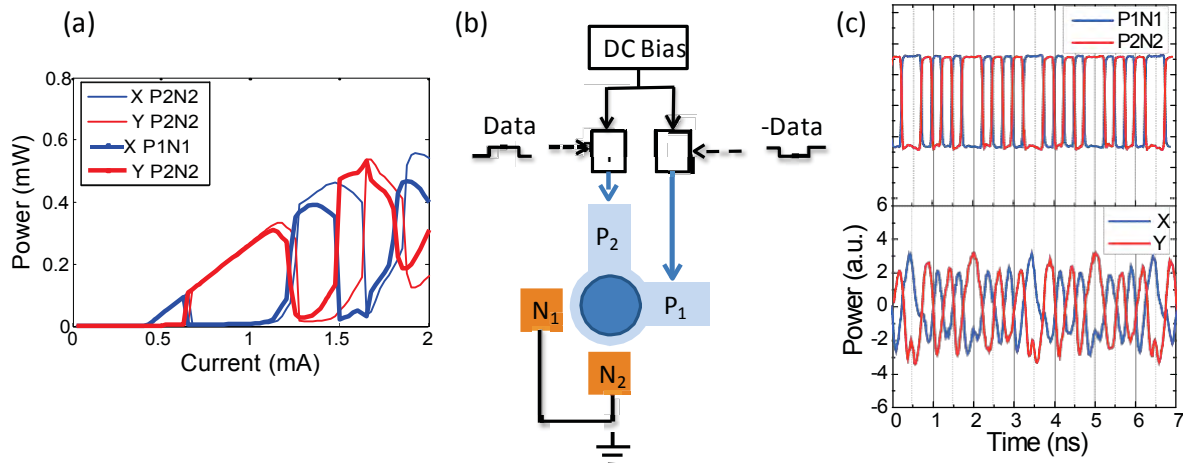 (a)
0.8
0.6
0.4
0.2
0
Power (mW)
X P2N2
Y P2N2
X P1N1
Y P2N2
0 0.5 1 1.5 2
Current (mA)
(b)
DC Bias
Data
-Data
P2
P1
N1
N2
(c)
P1N1
P2N2
6
4
2
0
-2
-4
-6
Power (a.u.)
X
Y
0 1 2 3 4 5 6 7
Time (ns)